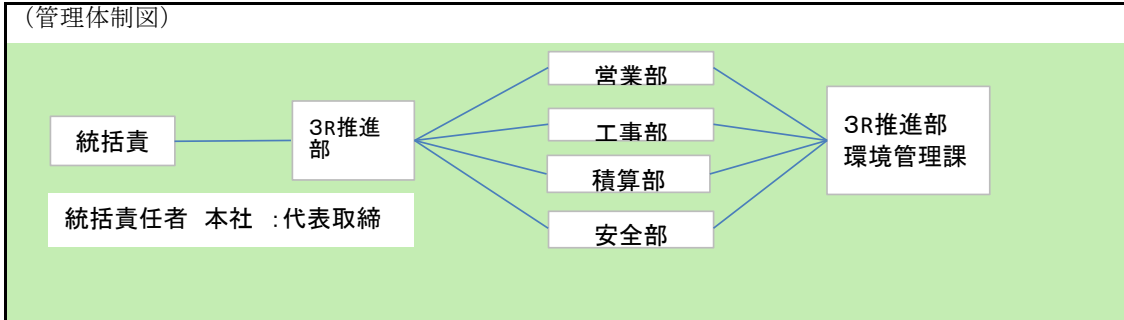 (管理体制図)
統括責
3R推進
部
営業部
工事部
積算部
安全部
3R推進部
環境管理課
統括責任者 本社 :代表取締